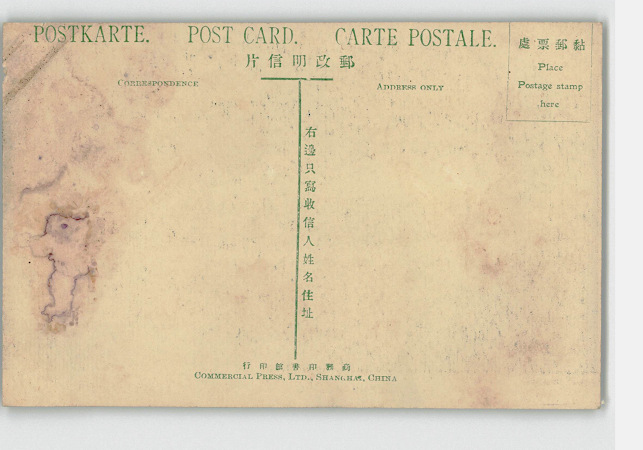 POSTKARTE. POST CARD. CARTE POSTALE.
郵政明信片
CORRESPONDENCE
ADDRESS ONLY
黏郵票處
Place
Postage stamp
here
右邊只寫收信人姓名住址
商務印書館印行
COMMERCIAL PRESS, LTD., SHANGHAI, CHINA